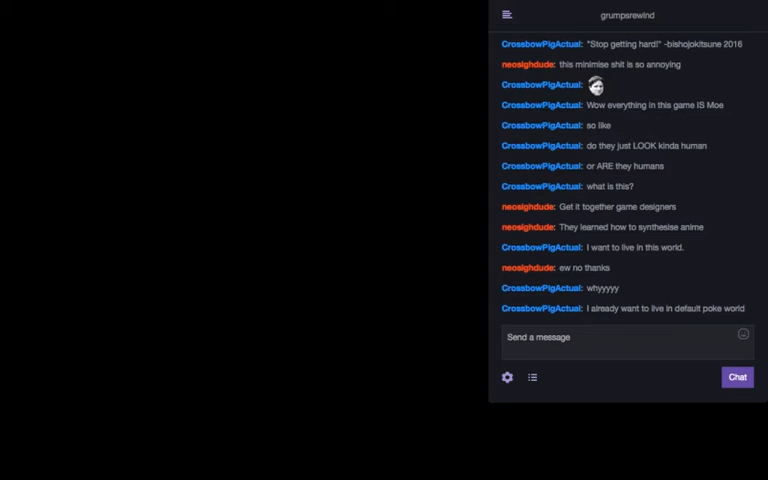 grumpsrewind
CrossbowPigActual: "Stop getting hard!" -bishojokitsune 2016
neosighdude: this minimise shit is so annoying
CrossbowPigActual:
CrossbowPigActual: Wow everything in this game IS Moe
CrossbowPigActual: so like
CrossbowPigActual: do they just LOOK kinda human
CrossbowPigActual: or ARE they humans
CrossbowPigActual: what is this?
neosighdude: Get it together game designers
neosighdude: They learned how to synthesise anime
CrossbowPigActual: I want to live in this world.
neosighdude: ew no thanks
CrossbowPigActual: whyyyyy
CrossbowPigActual: I already want to live in default poke world
Send a message
Chat